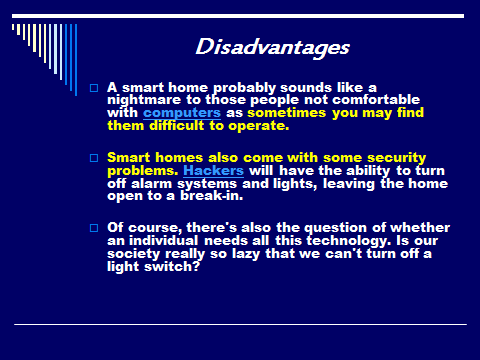 Disadvantages
A smart home probably sounds like a
nightmare to those people not comfortable
with computers as sometimes you may find
them difficult to operate.
Smart homes also come with some security
problems. Hackers will have the ability to turn
off alarm systems and lights, leaving the home
open to a break-in.
Of course, there's also the question of whether
an individual needs all this technology. Is our
society really so lazy that we can't turn off a
light switch?